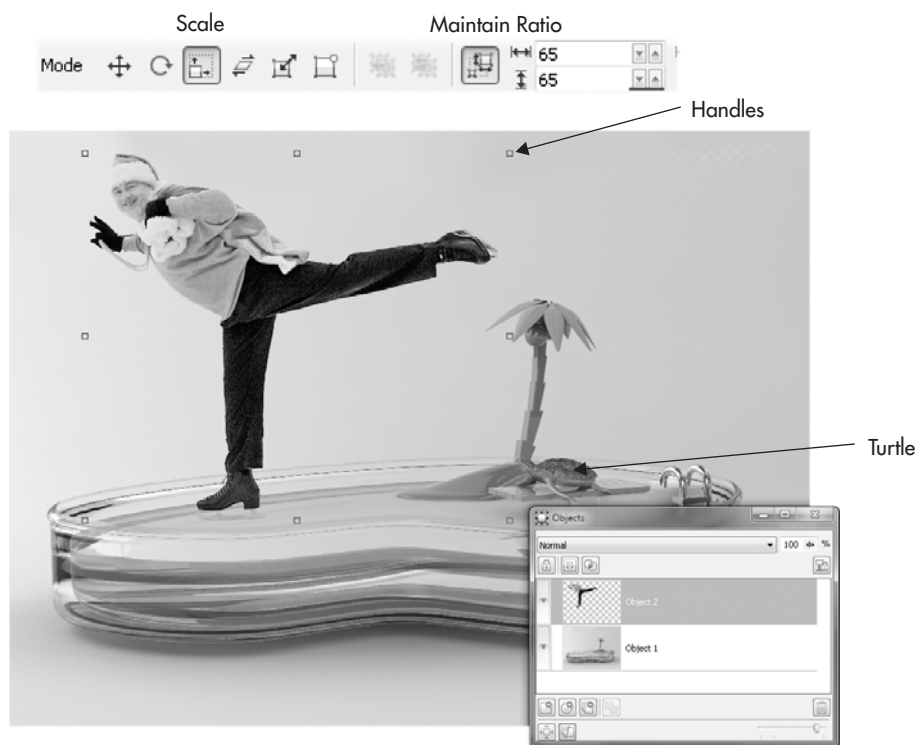 Scale
Maintain Ratio
Mode
65
65
Handles
Turtle
Objects
Normal
100 %
Object 2
Object 1